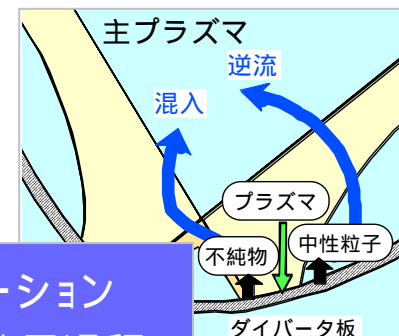 主プラズマ
逆流
混入
プラズマ
不純物
中性粒子
ーション
ダイバータ板